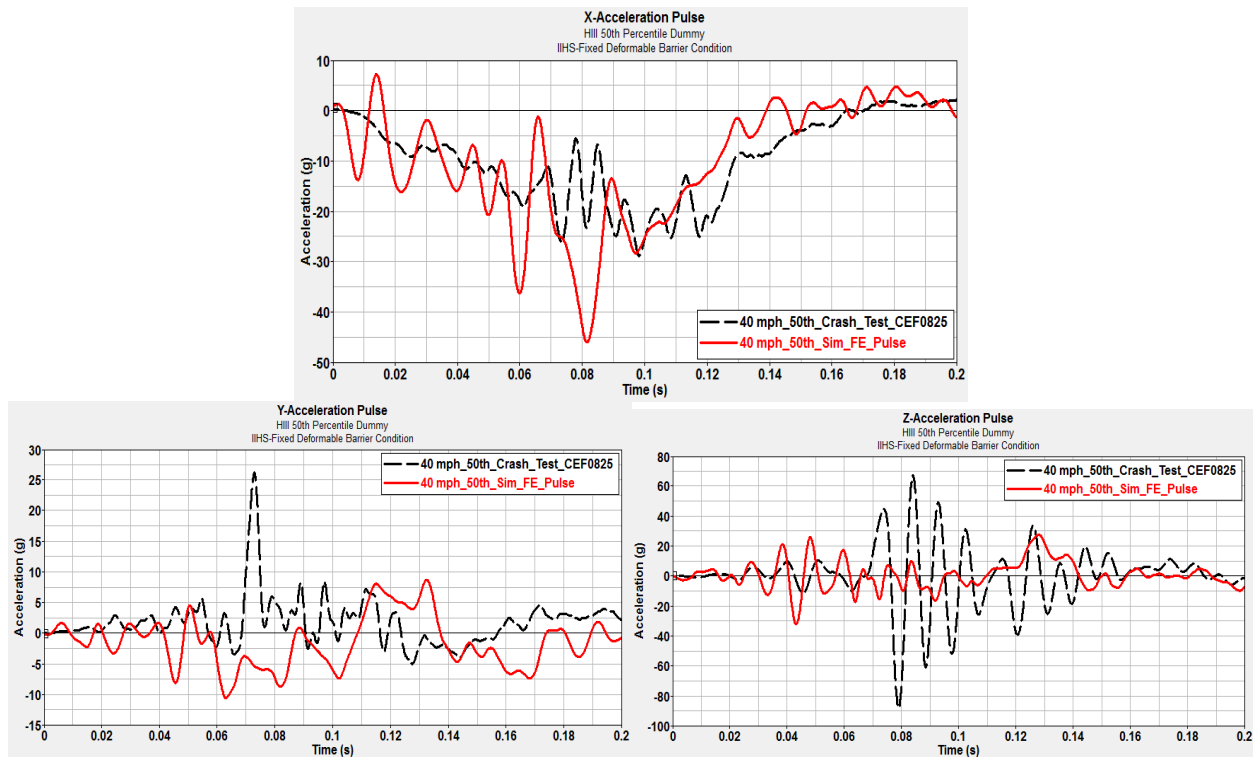 X-Acceleration Pulse
HIII 50th Percentile Dummy
IIHS-Fixed Deformable Barrier Condition
10
0
-10
-20
-30
-40
-50
Acceleration (g)
40 mph_50th_Crash_Test_CEF0825
40 mph_50th_Sim_FE_Pulse
0 0.02 0.04 0.06 0.08 0.1 0.12 0.14 0.16 0.18 0.2
Time (s)
Y-Acceleration Pulse
HIII 50th Percentile Dummy
IIHS-Fixed Deformable Barrier Condition
30
25
20
15
10
5
0
-5
-10
-15
Acceleration (g)
40 mph_50th_Crash_Test_CEF0825
40 mph_50th_Sim_FE_Pulse
0 0.02 0.04 0.06 0.08 0.1 0.12 0.14 0.16 0.18 0.2
Time (s)
Z-Acceleration Pulse
HIII 50th Percentile Dummy
IIHS-Fixed Deformable Barrier Condition
80
60
40
20
0
-20
-40
-60
-80
-100
Acceleration (g)
40 mph_50th_Crash_Test_CEF0825
40 mph_50th_Sim_FE_Pulse
0 0.02 0.04 0.06 0.08 0.1 0.12 0.14 0.16 0.18 0.2
Time (s)